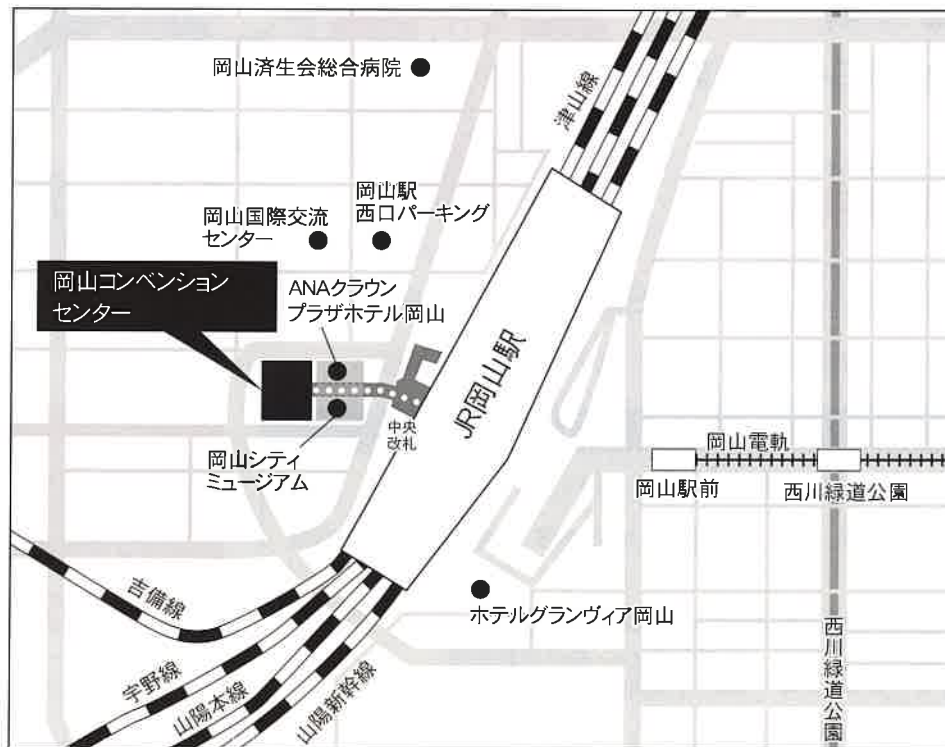 岡山済生会総合病院
津山線
岡山国際交流
センター
岡山駅
西口パーキング
岡山コンベンション
センター
ANAクラウン
プラザホテル岡山
JR岡山駅
中央
改札
岡山シティ
ミュージアム
岡山電軌
岡山駅前
西川緑道公園
吉備線
ホテルグランヴィア岡山
宇野線
山陽本線
山陽新幹線
西川緑道公園